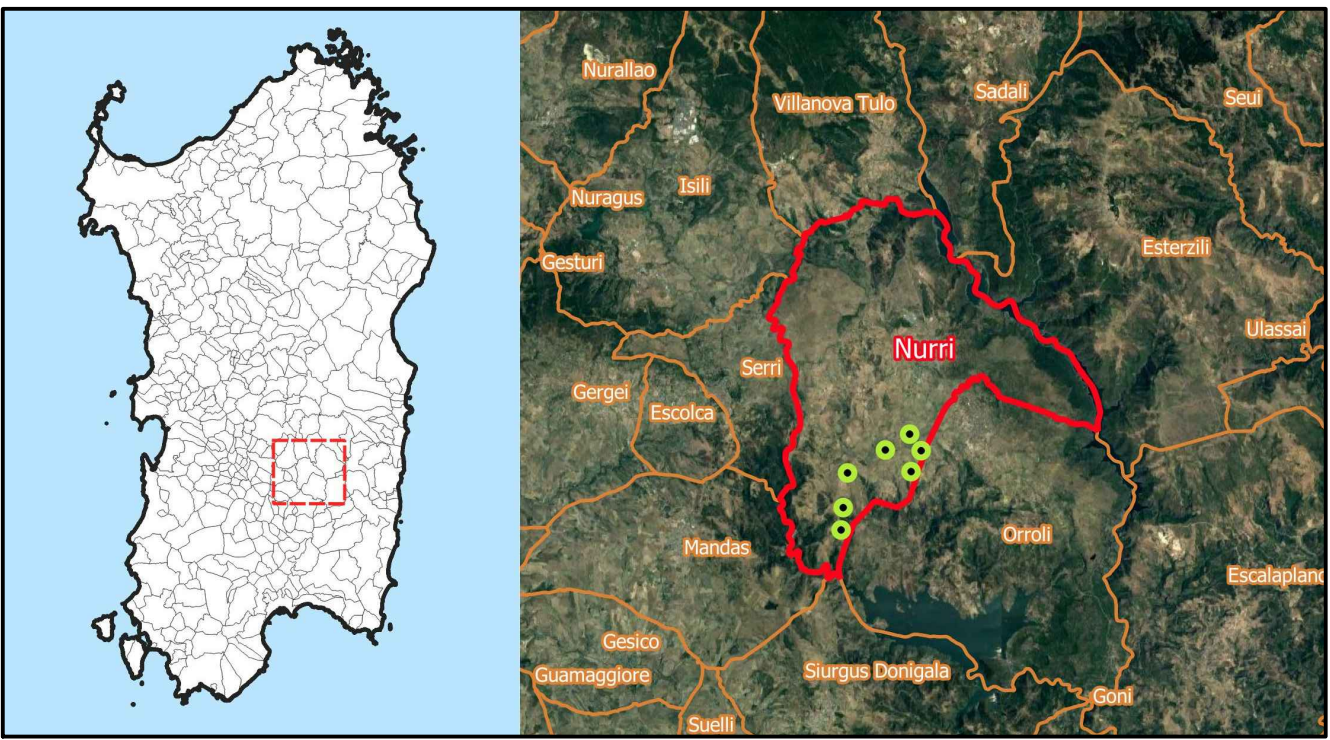 Nurallao
Villanova Tulo
Sadali
Seui
Isili
Nuragus
Gesturi
Esterzili
Ulassai
Nurri
Serri
Gergei
Escolca
Orroli
Mandas
Escalaplano
Gesico
Guamaggiore
Siurgus Donigala
Goni
Suelli